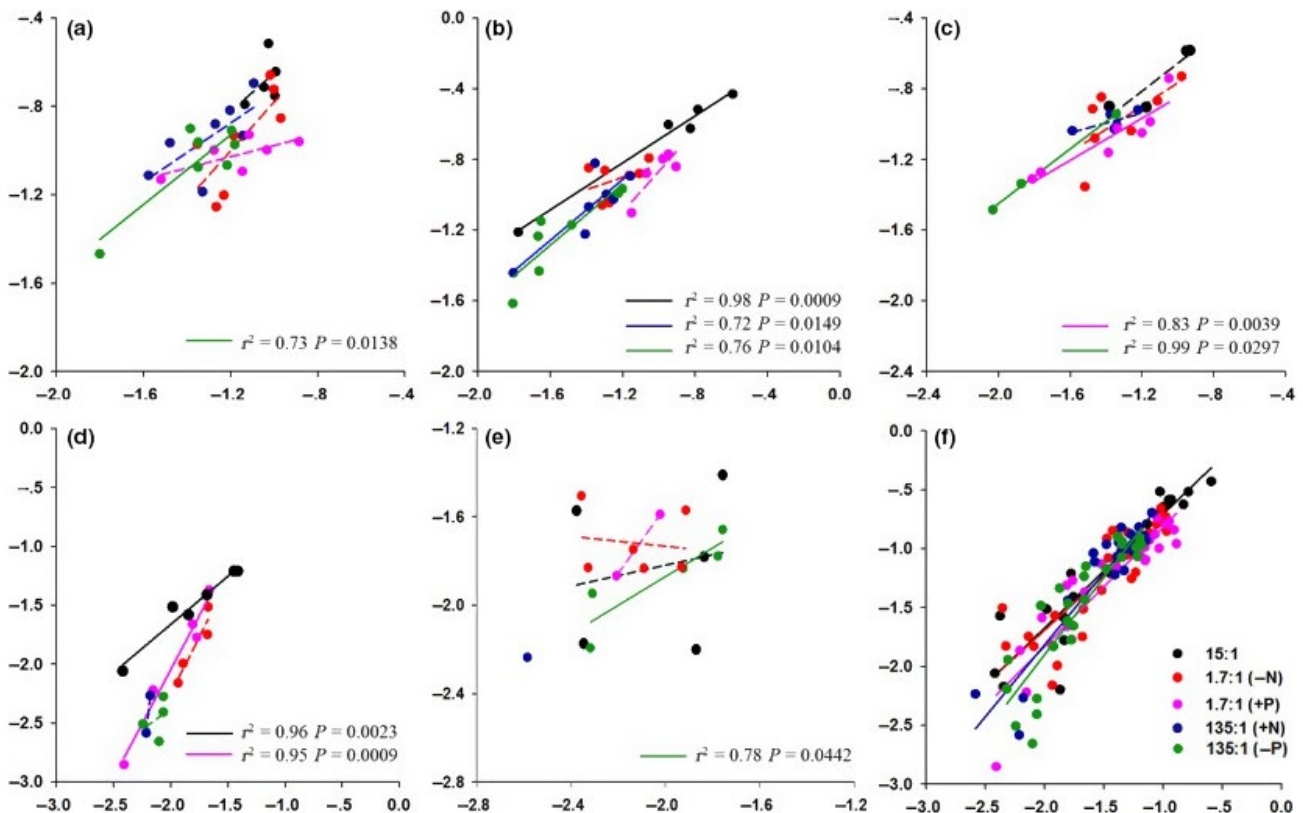 (a)
–.4
–.8
–1.2
–1.6
–2.0
–2.0 –1.6 –1.2 –.8 –.4
r² = 0.73 P = 0.0138
(b)
0.0
–.4
–.8
–1.2
–1.6
–2.0
–2.0 –1.6 –1.2 –.8 –.4 0.0
r² = 0.98 P = 0.0009
r² = 0.72 P = 0.0149
r² = 0.76 P = 0.0104
(c)
–.4
–.8
–1.2
–1.6
–2.0
–2.4
–2.0 –1.6 –1.2 –.8 –.4
r² = 0.83 P = 0.0039
r² = 0.99 P = 0.0297
(d)
0.0
–.5
–1.0
–1.5
–2.0
–2.5
–3.0
–3.0 –2.5 –2.0 –1.5 –1.0 –.5 0.0
r² = 0.96 P = 0.0023
r² = 0.95 P = 0.0009
(e)
–1.2
–1.6
–2.0
–2.4
–2.8
–2.8 –2.4 –2.0 –1.6 –1.2
r² = 0.78 P = 0.0442
(f)
0.0
–.5
–1.0
–1.5
–2.0
–2.5
–3.0
–3.0 –2.5 –2.0 –1.5 –1.0 –.5 0.0
15:1
1.7:1 (–N)
1.7:1 (+P)
135:1 (+N)
135:1 (–P)